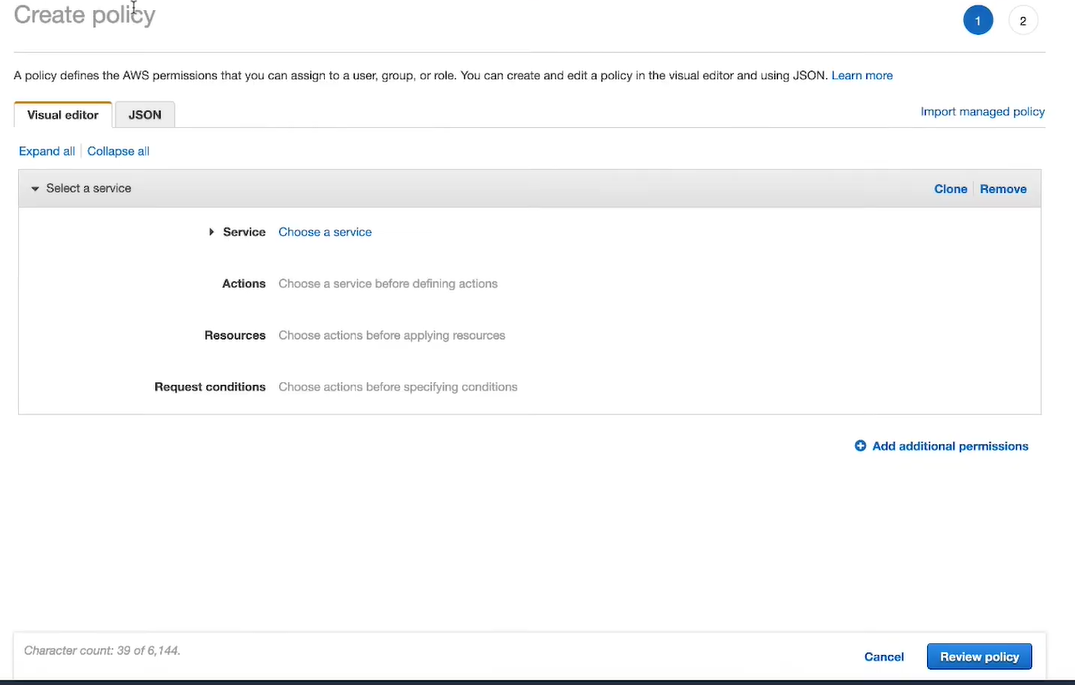 Create policy
1
2
A policy defines the AWS permissions that you can assign to a user, group, or role. You can create and edit a policy in the visual editor and using JSON. Learn more
Visual editor
JSON
Import managed policy
Expand all
Collapse all
Select a service
Clone
Remove
Service
Choose a service
Actions
Choose a service before defining actions
Resources
Choose actions before applying resources
Request conditions
Choose actions before specifying conditions
Add additional permissions
Character count: 39 of 6,144.
Cancel
Review policy